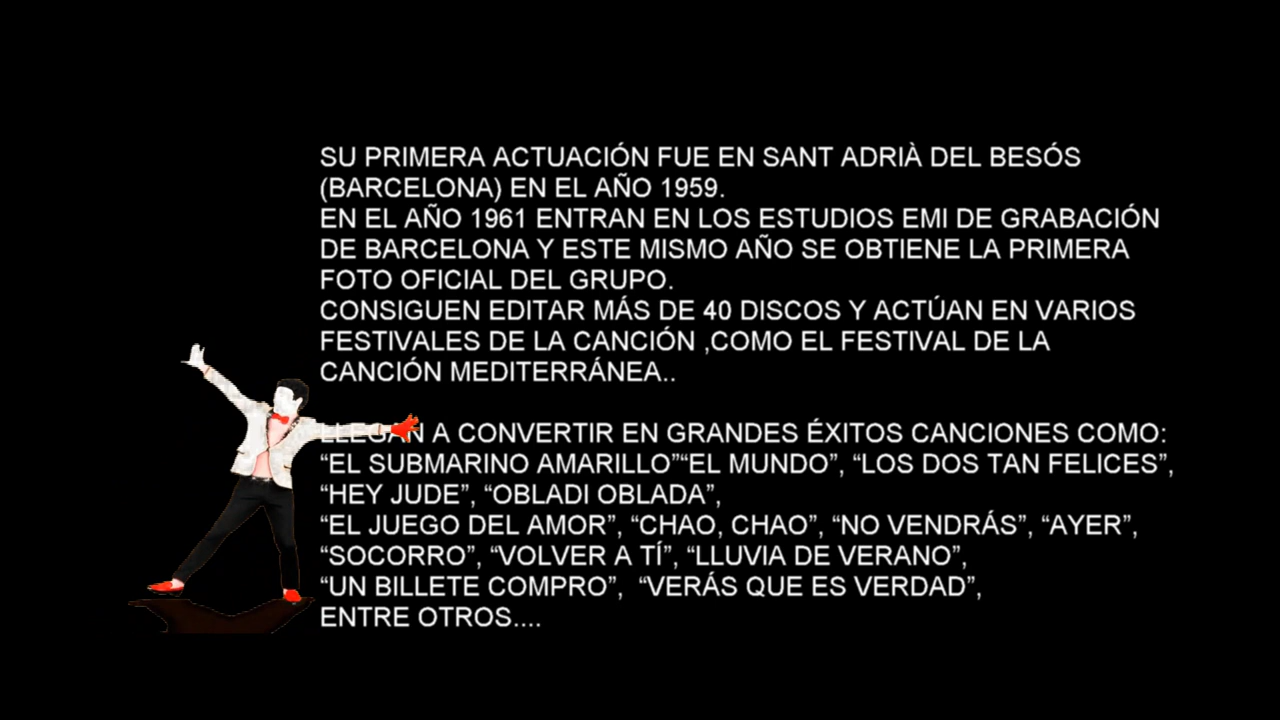 SU PRIMERA ACTUACIÓN FUE EN SANT ADRIÀ DEL BESÓS
(BARCELONA) EN EL AÑO 1959.
EN EL AÑO 1961 ENTRAN EN LOS ESTUDIOS EMI DE GRABACIÓN
DE BARCELONA Y ESTE MISMO AÑO SE OBTIENE LA PRIMERA
FOTO OFICIAL DEL GRUPO.
CONSIGUEN EDITAR MÁS DE 40 DISCOS Y ACTÚAN EN VARIOS
FESTIVALES DE LA CANCIÓN ,COMO EL FESTIVAL DE LA
CANCIÓN MEDITERRÁNEA..
LLEGAN A CONVERTIR EN GRANDES ÉXITOS CANCIONES COMO:
“EL SUBMARINO AMARILLO”“EL MUNDO”, “LOS DOS TAN FELICES”,
“HEY JUDE”, “OBLADI OBLADA”,
“EL JUEGO DEL AMOR”, “CHAO, CHAO”, “NO VENDRÁS”, “AYER”,
“SOCORRO”, “VOLVER A TÍ”, “LLUVIA DE VERANO”,
“UN BILLETE COMPRO”,  “VERÁS QUE ES VERDAD”,
ENTRE OTROS....